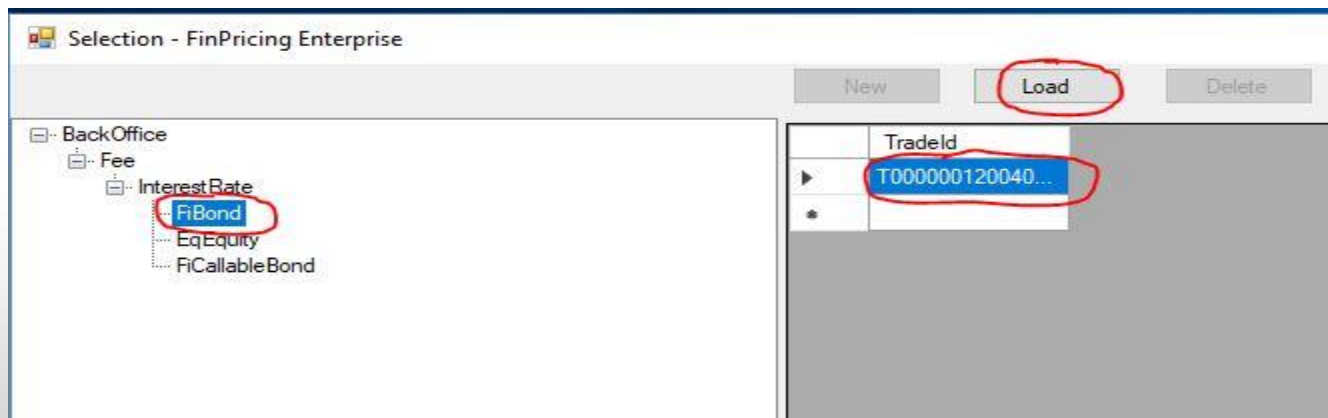 Selection - FinPricing Enterprise
New Load Delete
BackOffice
Fee
InterestRate
FiBond
EqEquity
FiCallableBond
TradeId
T000000120040...